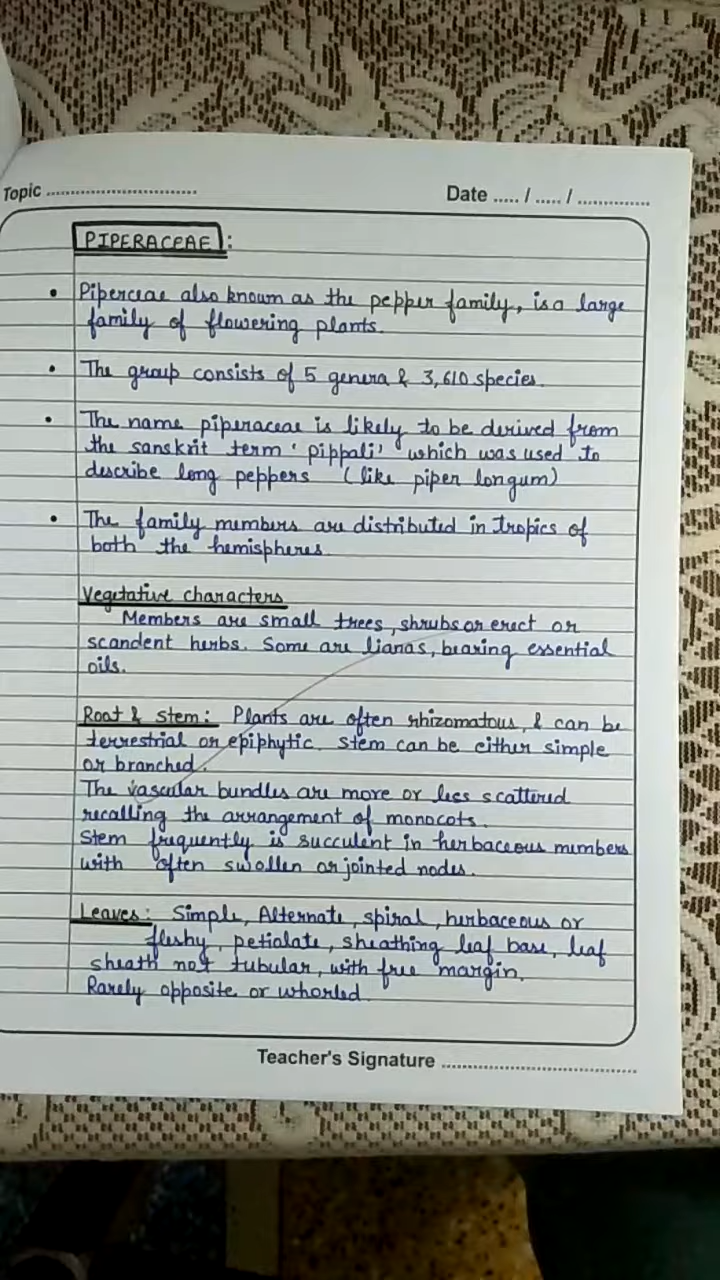 Topic ..............................
Date ..... / ..... / ..............
PIPERACEAE :
• Piperceae also known as the pepper family, is a large
family of flowering plants.
• The group consists of 5 genera & 3,610 species.
• The name piperaceae is likely to be derived from
the sanskrit term 'pippali' which was used to
describe long peppers (like piper longum)
• The family members are distributed in tropics of
both the hemispheres.
Vegetative characters
Members are small trees, shrubs or erect or
scandent herbs. Some are lianas, bearing essential
oils.
Root & stem: Plants are often rhizomatous, & can be
terrestrial or epiphytic. Stem can be either simple
or branched.
The vascular bundles are more or less scattered
recalling the arrangement of monocots.
Stem frequently is succulent in herbaceous members
with often swollen or jointed nodes.
Leaves: Simple, Alternate, spiral, herbaceous or
fleshy, petiolate, sheathing leaf base, leaf
sheath not tubular, with free margin.
Rarely opposite or whorled.
Teacher's Signature ........................................